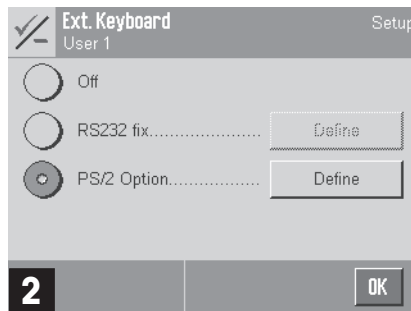 Ext. Keyboard Setup
User 1
Off
RS232 fix..................... Define
PS/2 Option................. Define
2 OK